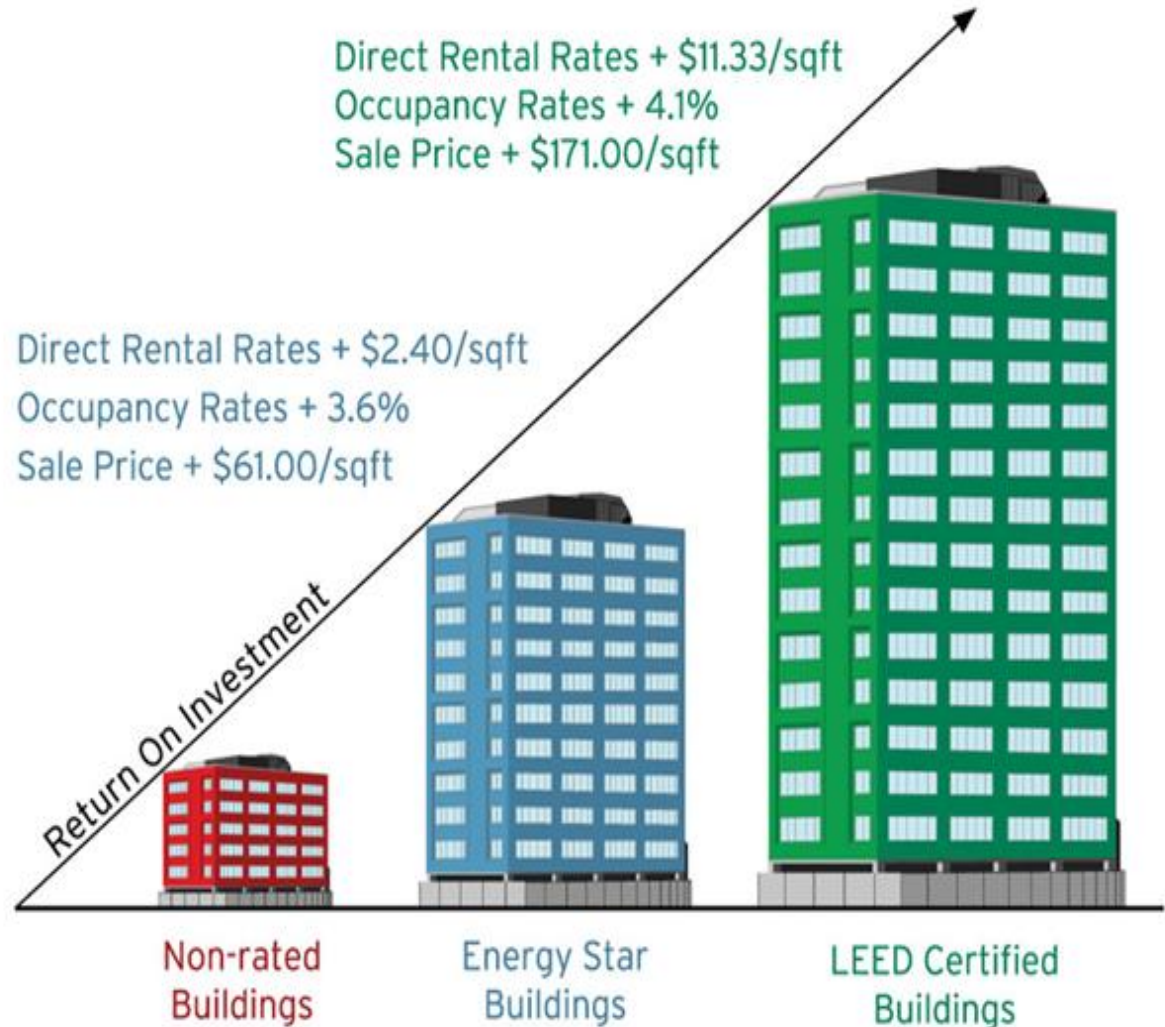 Direct Rental Rates + $11.33/sqft
Occupancy Rates + 4.1%
Sale Price + $171.00/sqft
Direct Rental Rates + $2.40/sqft
Occupancy Rates + 3.6%
Sale Price + $61.00/sqft
Return On Investment
Non-rated
Buildings
Energy Star
Buildings
LEED Certified
Buildings